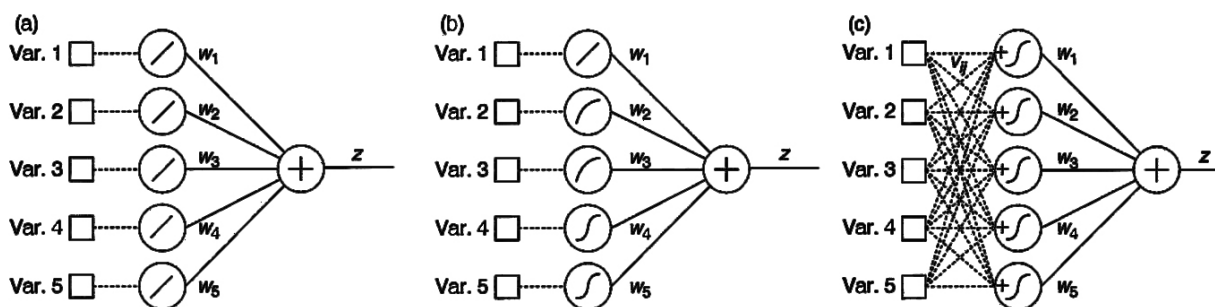 (a)
Var. 1
Var. 2
Var. 3
Var. 4
Var. 5
w1
w2
w3
w4
w5
+
z
(b)
Var. 1
Var. 2
Var. 3
Var. 4
Var. 5
w1
w2
w3
w4
w5
+
z
(c)
Var. 1
Var. 2
Var. 3
Var. 4
Var. 5
vij
+
+
+
+
+
w1
w2
w3
w4
w5
+
z